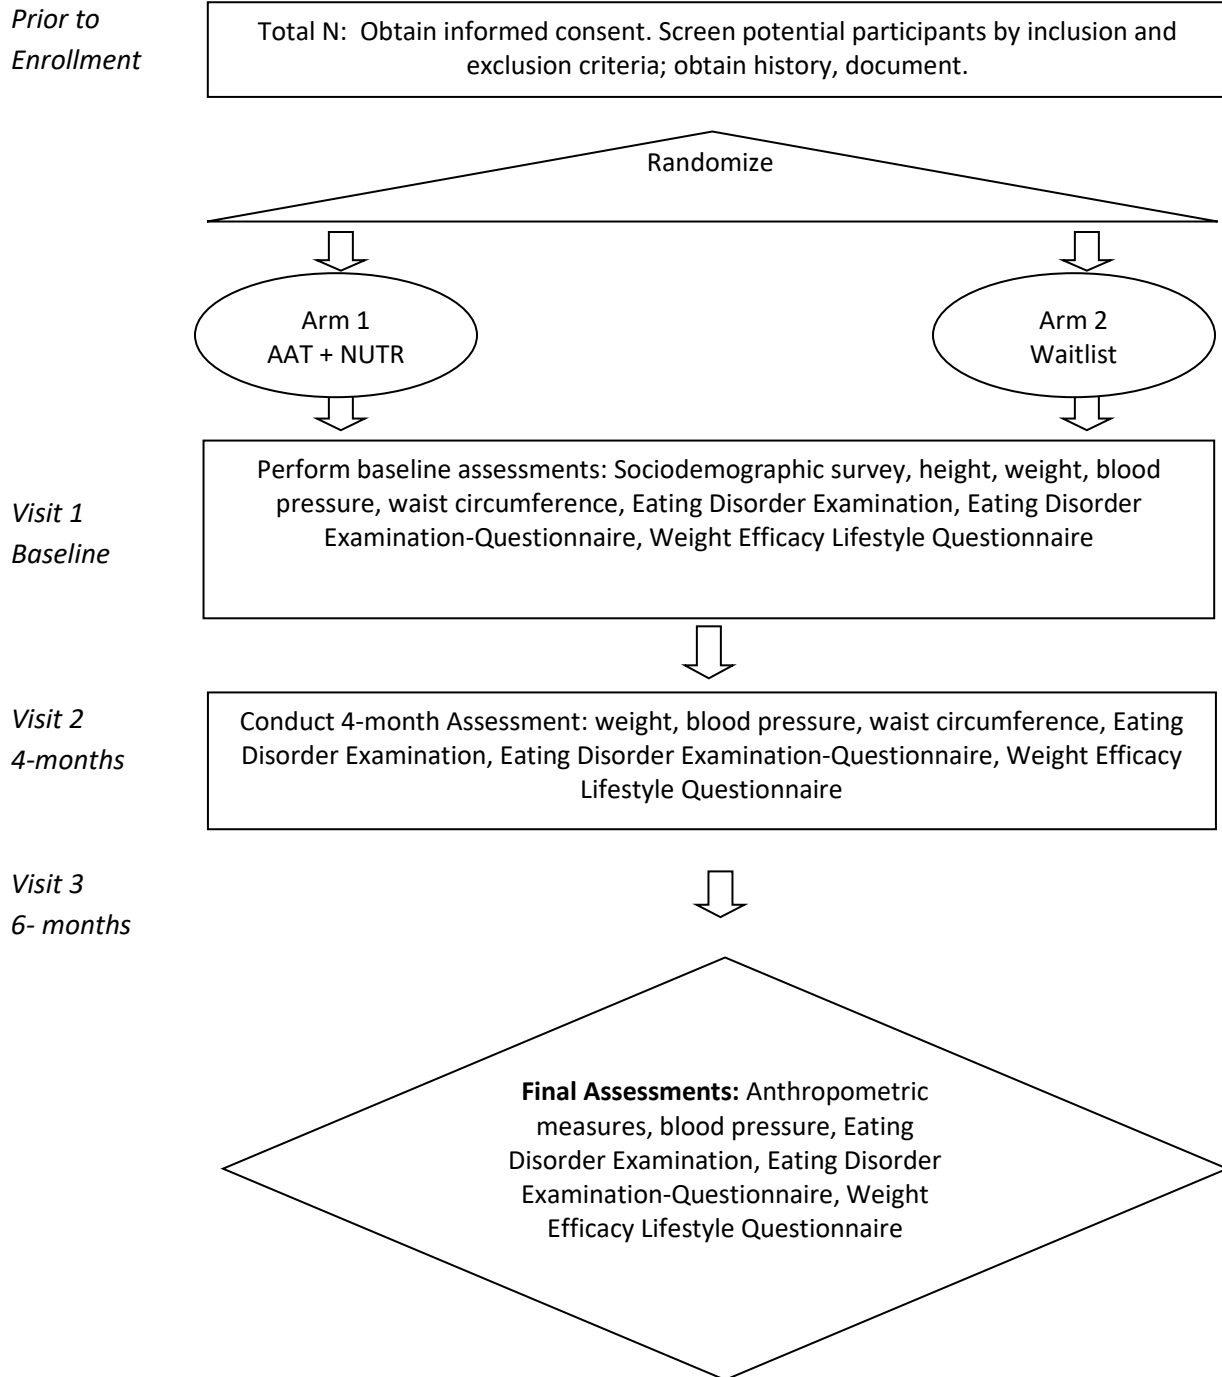 Prior to
Enrollment
Total N:  Obtain informed consent. Screen potential participants by inclusion and
exclusion criteria; obtain history, document.
Randomize
Arm 1
AAT + NUTR
Arm 2
Waitlist
Visit 1
Baseline
Perform baseline assessments: Sociodemographic survey, height, weight, blood
pressure, waist circumference, Eating Disorder Examination, Eating Disorder
Examination-Questionnaire, Weight Efficacy Lifestyle Questionnaire
Visit 2
4-months
Conduct 4-month Assessment: weight, blood pressure, waist circumference, Eating
Disorder Examination, Eating Disorder Examination-Questionnaire, Weight Efficacy
Lifestyle Questionnaire
Visit 3
6- months
Final Assessments: Anthropometric
measures, blood pressure, Eating
Disorder Examination, Eating Disorder
Examination-Questionnaire, Weight
Efficacy Lifestyle Questionnaire